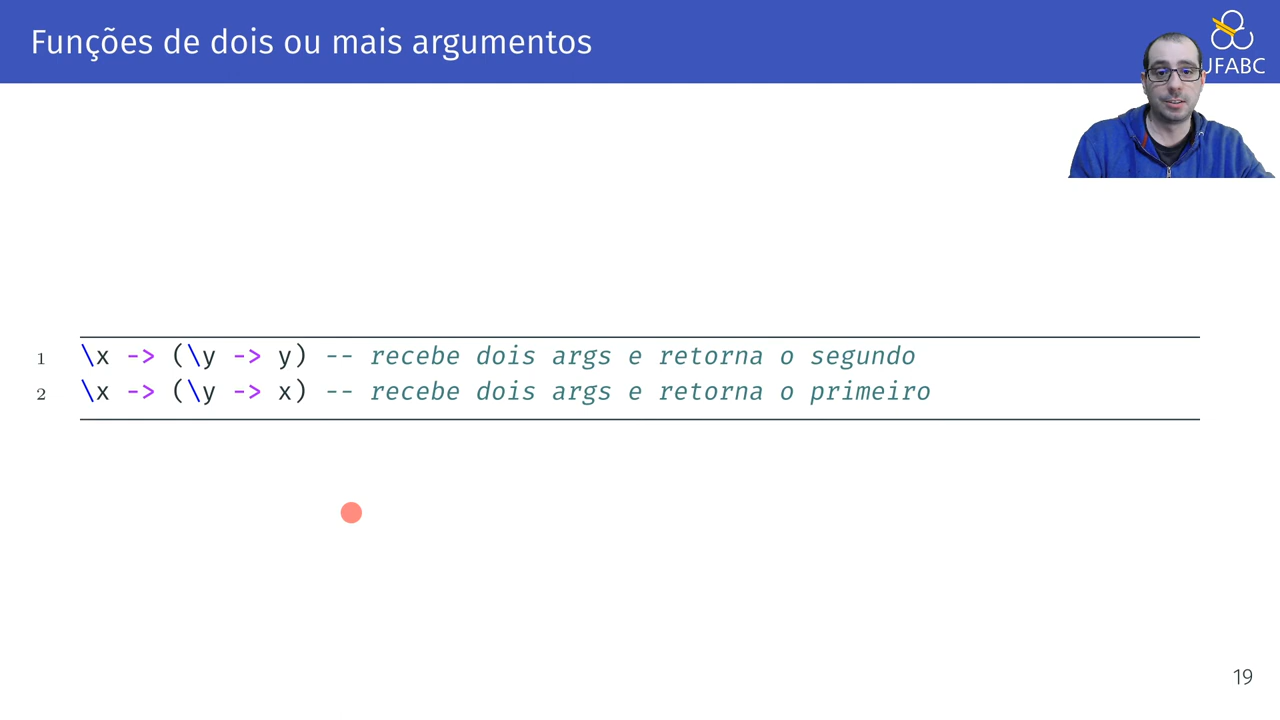 Funções de dois ou mais argumentos
JFABC
1 \x -> (\y -> y) -- recebe dois args e retorna o segundo
2 \x -> (\y -> x) -- recebe dois args e retorna o primeiro
19